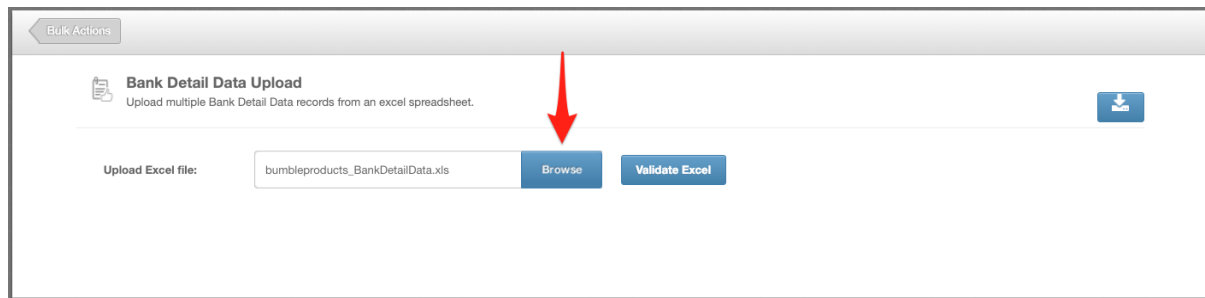 Bulk Actions
Bank Detail Data Upload
Upload multiple Bank Detail Data records from an excel spreadsheet.
Upload Excel file:
bumbleproducts_BankDetailData.xls
Browse
Validate Excel